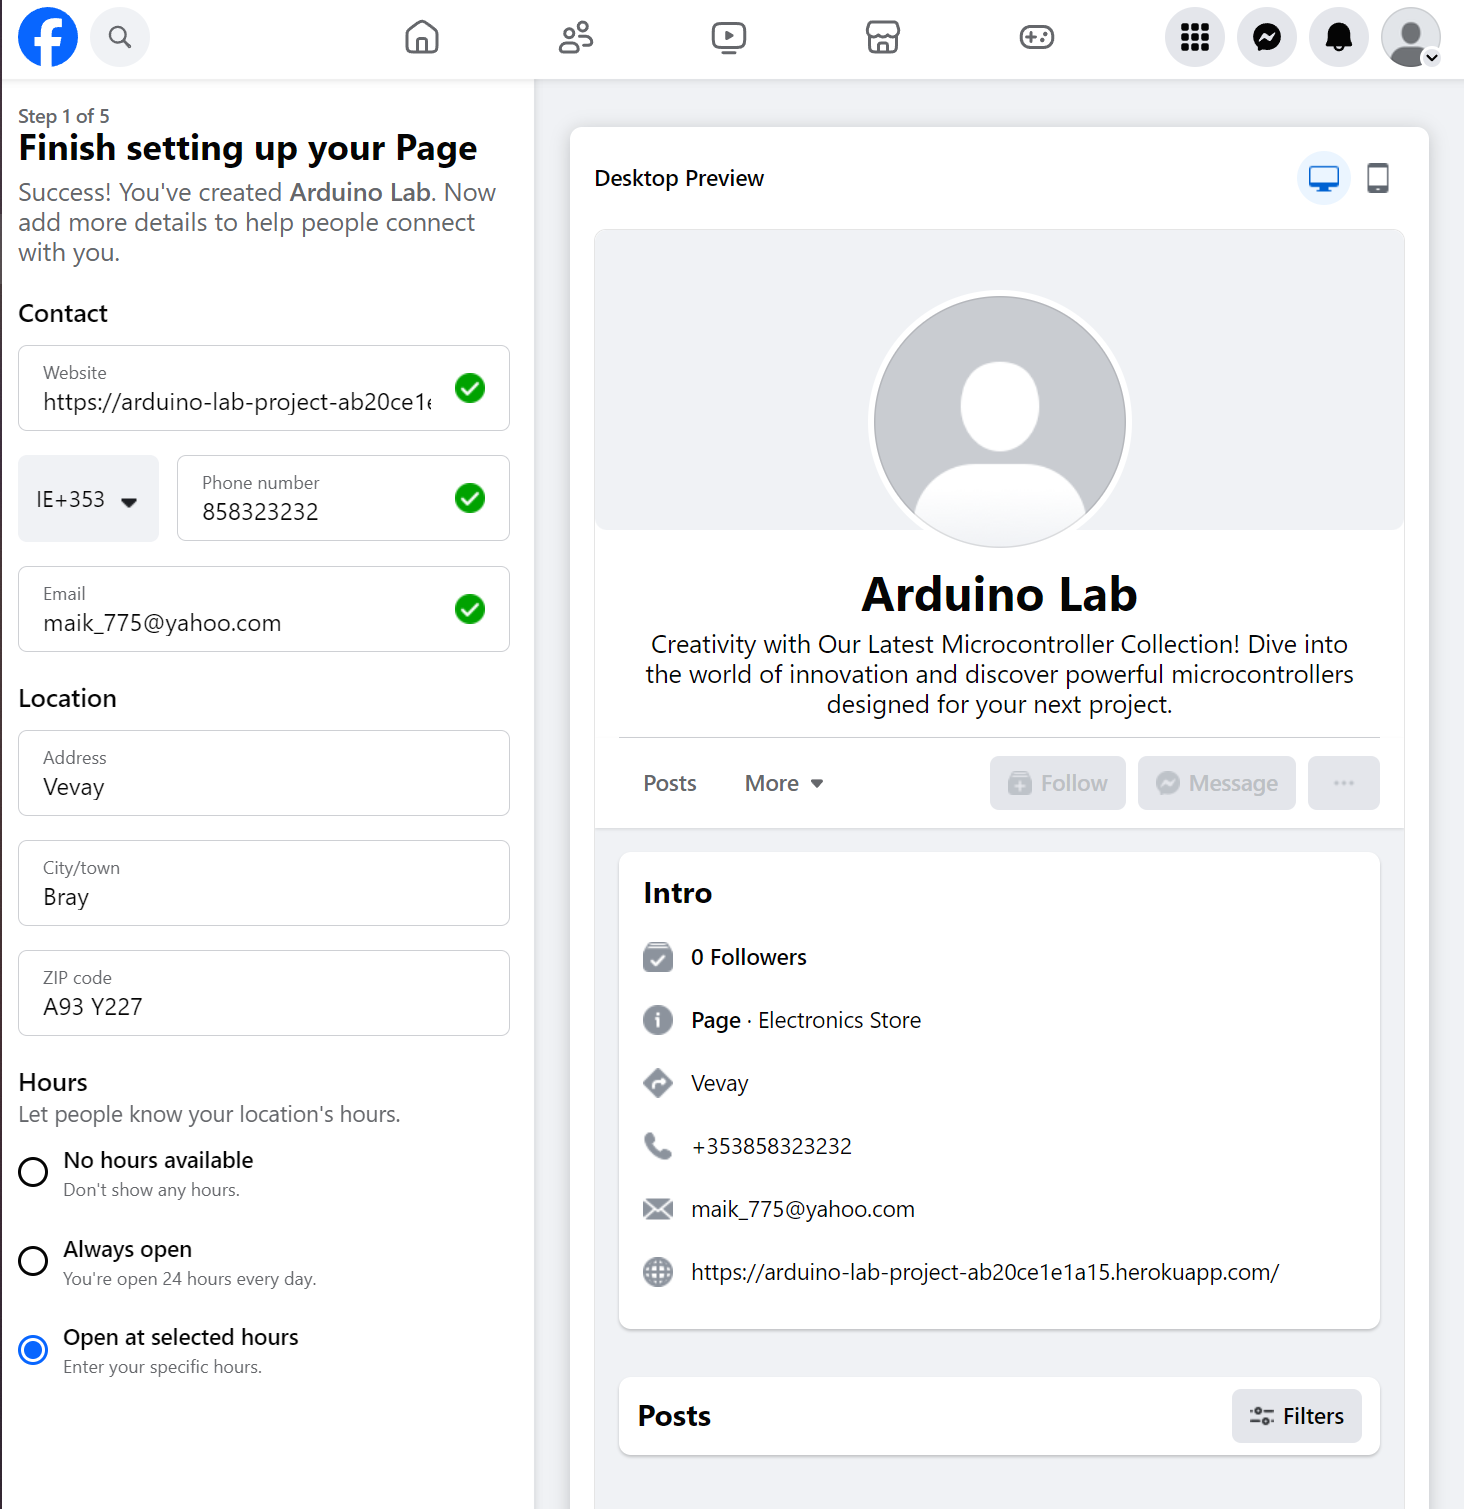 Step 1 of 5
Finish setting up your Page
Success! You've created Arduino Lab. Now
add more details to help people connect
with you.
Contact
Website
https://arduino-lab-project-ab20ce1e
IE+353
Phone number
858323232
Email
maik_775@yahoo.com
Location
Address
Vevay
City/town
Bray
ZIP code
A93 Y227
Hours
Let people know your location's hours.
No hours available
Don't show any hours.
Always open
You're open 24 hours every day.
Open at selected hours
Enter your specific hours.
Desktop Preview
Arduino Lab
Creativity with Our Latest Microcontroller Collection! Dive into
the world of innovation and discover powerful microcontrollers
designed for your next project.
Posts
More
Follow
Message
Intro
0 Followers
Page · Electronics Store
Vevay
+353858323232
maik_775@yahoo.com
https://arduino-lab-project-ab20ce1e1a15.herokuapp.com/
Posts
Filters